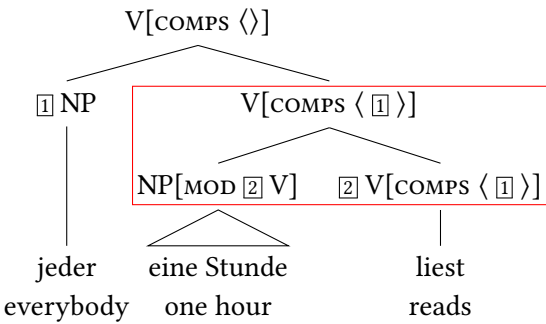 V[COMPS ⟨⟩]
1 NP V[COMPS ⟨ 1 ⟩]
NP[MOD 2 V] 2 V[COMPS ⟨ 1 ⟩]
jeder eine Stunde liest
everybody one hour reads